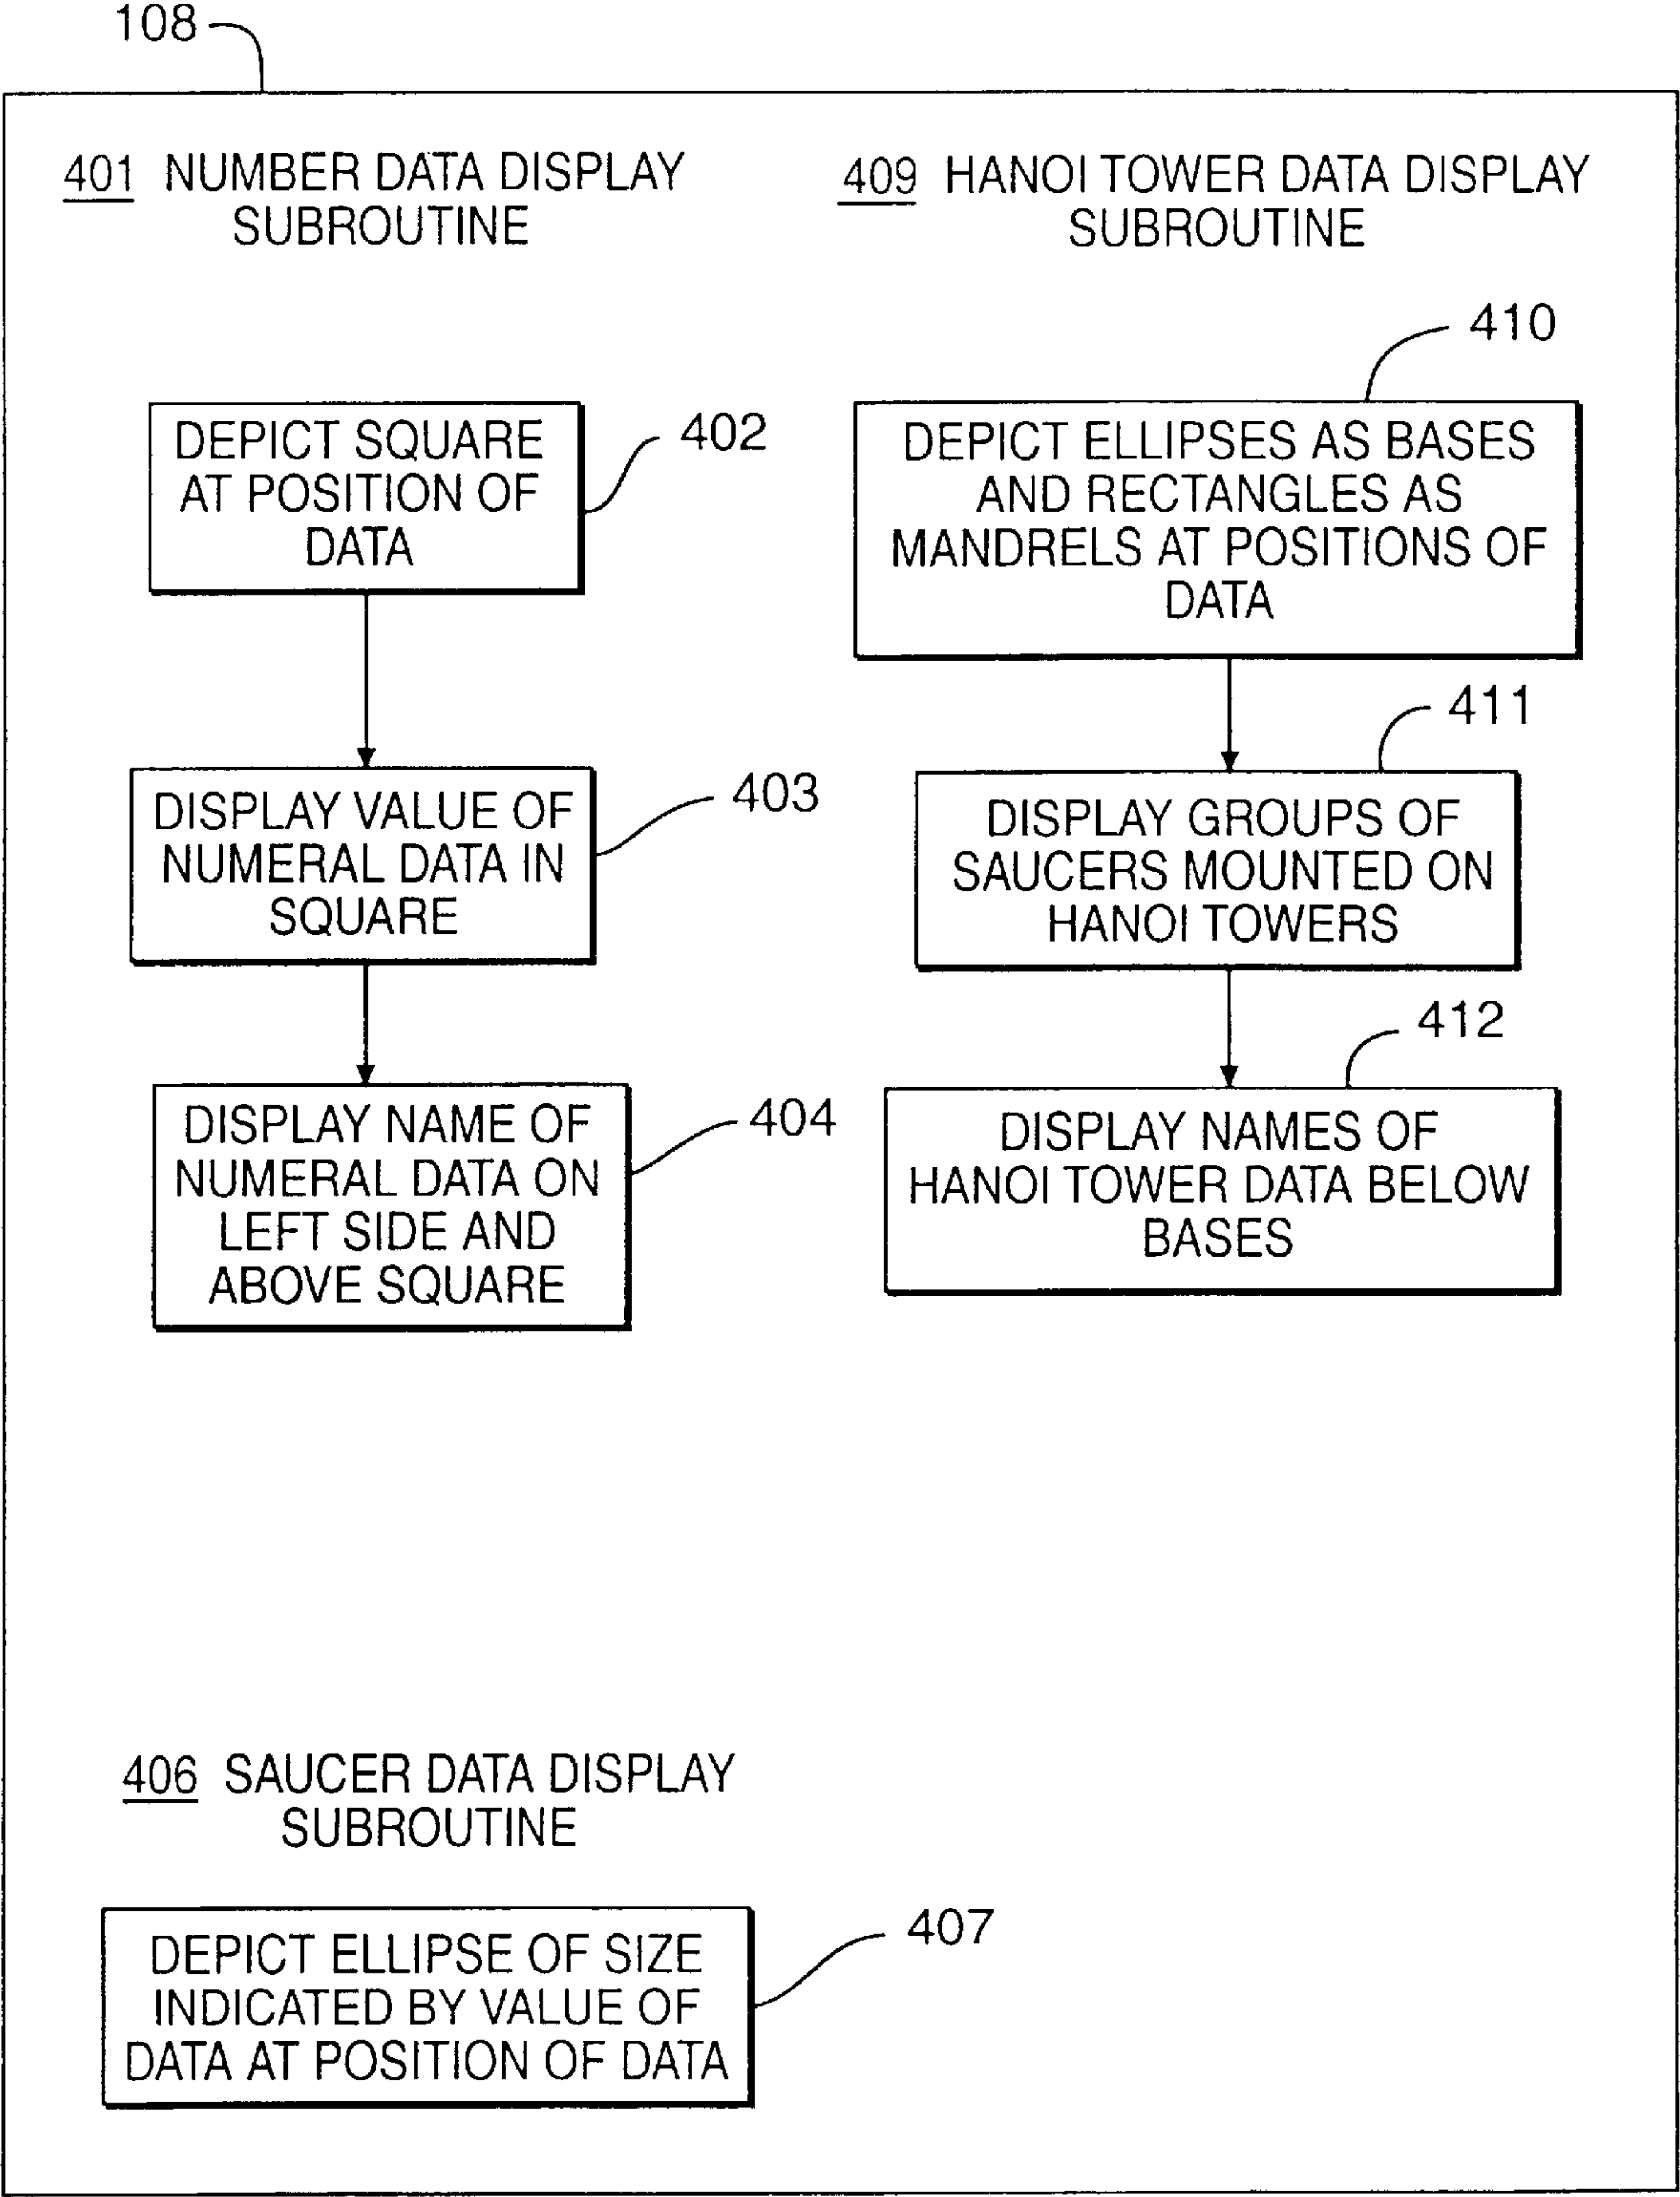 108
401 NUMBER DATA DISPLAY
SUBROUTINE
402
DEPICT SQUARE
AT POSITION OF
DATA
403
DISPLAY VALUE OF
NUMERAL DATA IN
SQUARE
404
DISPLAY NAME OF
NUMERAL DATA ON
LEFT SIDE AND
ABOVE SQUARE
409 HANOI TOWER DATA DISPLAY
SUBROUTINE
410
DEPICT ELLIPSES AS BASES
AND RECTANGLES AS
MANDRELS AT POSITIONS OF
DATA
411
DISPLAY GROUPS OF
SAUCERS MOUNTED ON
HANOI TOWERS
412
DISPLAY NAMES OF
HANOI TOWER DATA BELOW
BASES
406 SAUCER DATA DISPLAY
SUBROUTINE
407
DEPICT ELLIPSE OF SIZE
INDICATED BY VALUE OF
DATA AT POSITION OF DATA